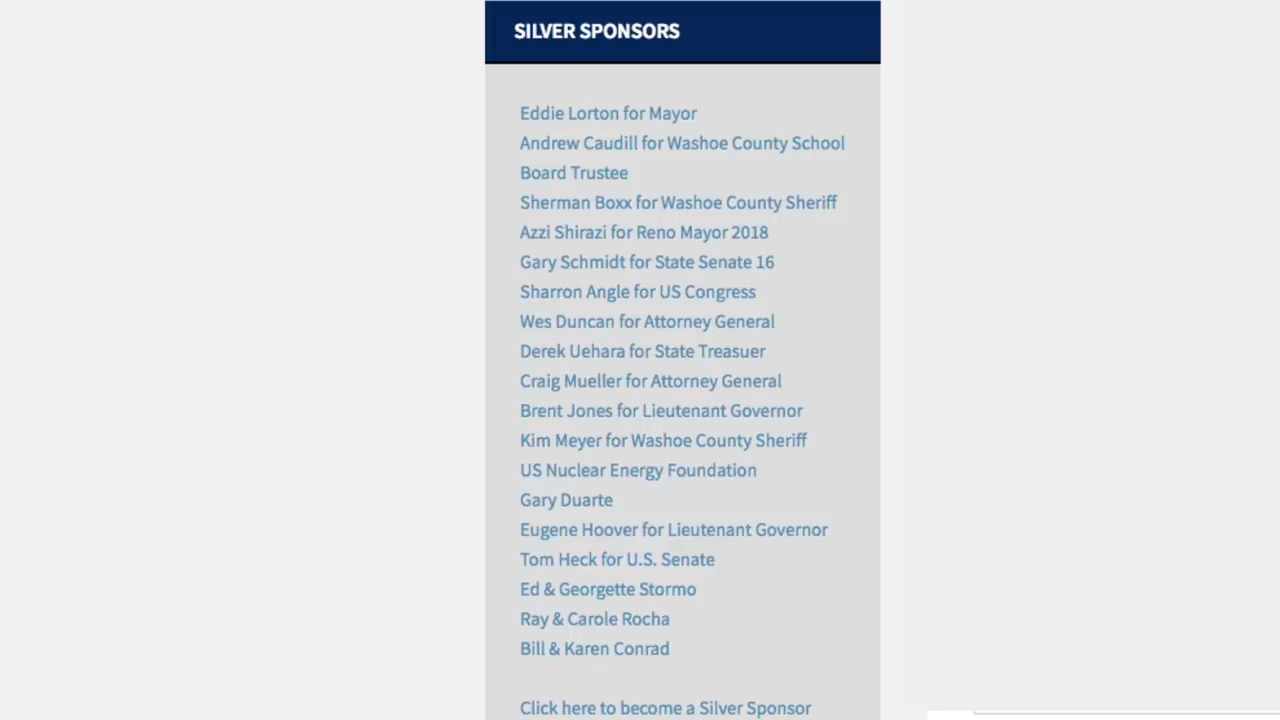 SILVER SPONSORS
Eddie Lorton for Mayor
Andrew Caudill for Washoe County School
Board Trustee
Sherman Boxx for Washoe County Sheriff
Azzi Shirazi for Reno Mayor 2018
Gary Schmidt for State Senate 16
Sharron Angle for US Congress
Wes Duncan for Attorney General
Derek Uehara for State Treasuer
Craig Mueller for Attorney General
Brent Jones for Lieutenant Governor
Kim Meyer for Washoe County Sheriff
US Nuclear Energy Foundation
Gary Duarte
Eugene Hoover for Lieutenant Governor
Tom Heck for U.S. Senate
Ed & Georgette Stormo
Ray & Carole Rocha
Bill & Karen Conrad
Click here to become a Silver Sponsor